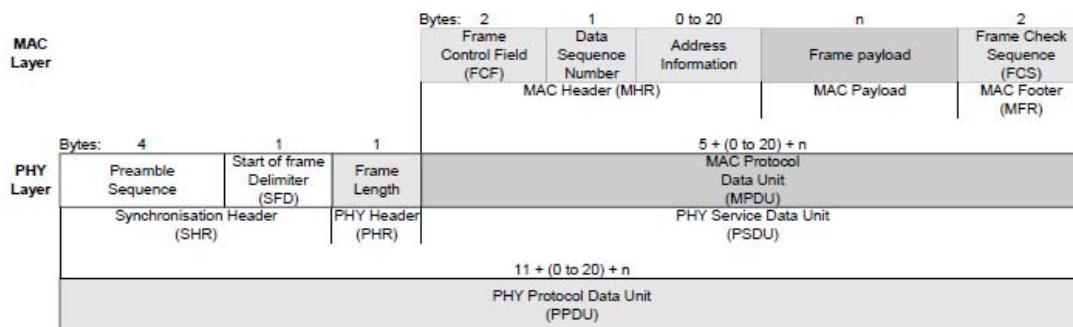 Bytes: 2 1 0 to 20 n 2
MAC
Layer
Frame
Control Field
(FCF)
Data
Sequence
Number
Address
Information
Frame payload
Frame Check
Sequence
(FCS)
MAC Header (MHR)
MAC Payload
MAC Footer
(MFR)
Bytes: 4 1 1 5 + (0 to 20) + n
PHY
Layer
Preamble
Sequence
Start of frame
Delimiter
(SFD)
Frame
Length
MAC Protocol
Data Unit
(MPDU)
Synchronisation Header
(SHR)
PHY Header
(PHR)
PHY Service Data Unit
(PSDU)
11 + (0 to 20) + n
PHY Protocol Data Unit
(PPDU)